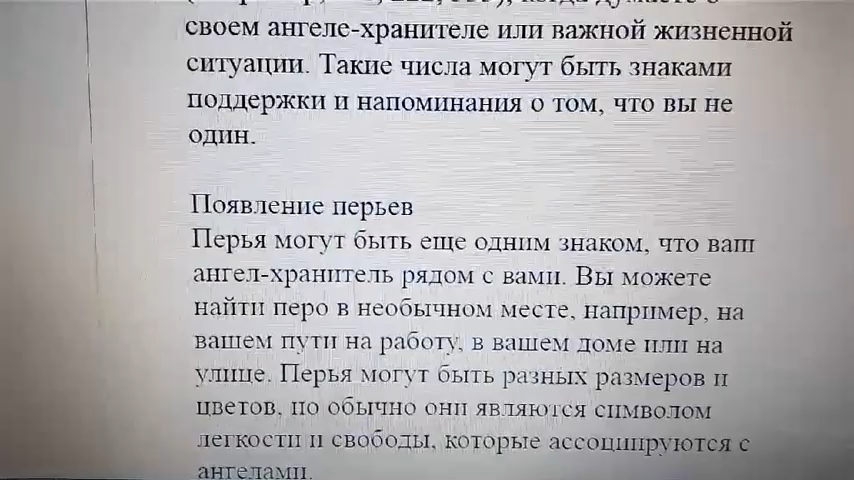 своем ангеле-хранителе или важной жизненной
ситуации. Такие числа могут быть знаками
поддержки и напоминания о том, что вы не
один.
Появление перьев
Перья могут быть еще одним знаком, что ваш
ангел-хранитель рядом с вами. Вы можете
найти перо в необычном месте, например, на
вашем пути на работу, в вашем доме или на
улице. Перья могут быть разных размеров и
цветов, но обычно они являются символом
легкости и свободы, которые ассоциируются с
ангелами.